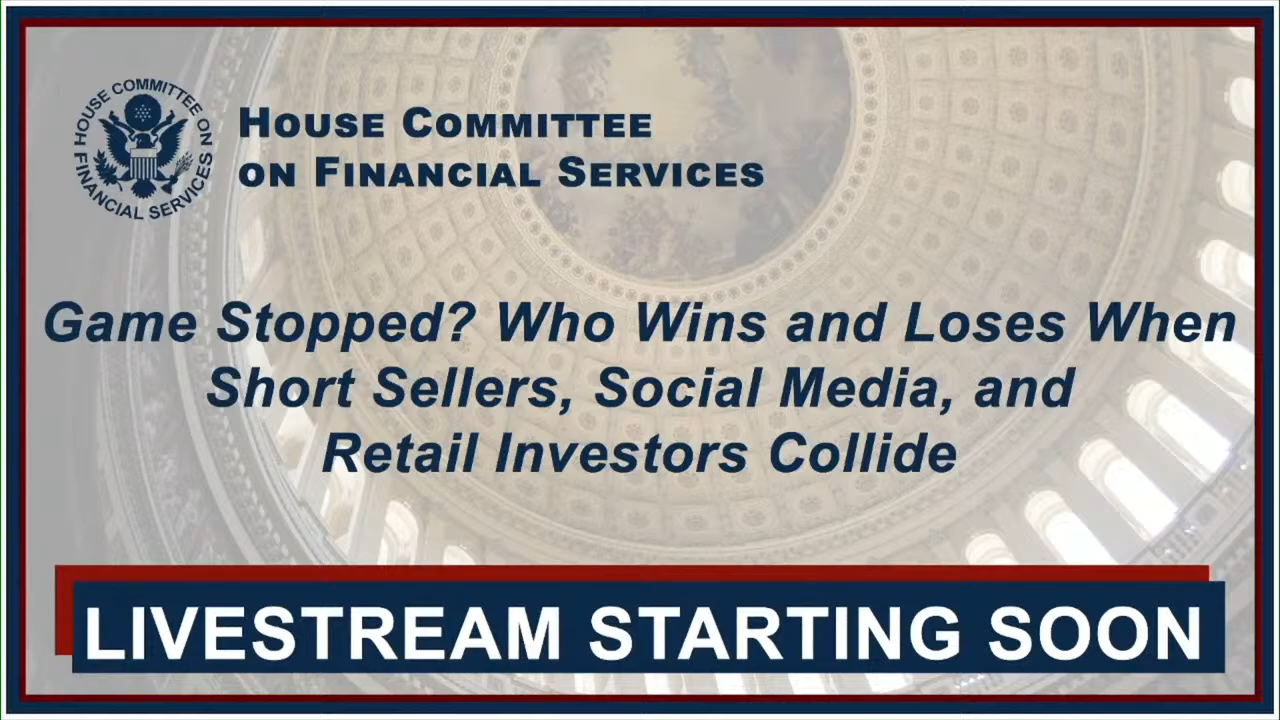 HOUSE COMMITTEE ON FINANCIAL SERVICES
HOUSE COMMITTEE
ON FINANCIAL SERVICES
Game Stopped? Who Wins and Loses When
Short Sellers, Social Media, and
Retail Investors Collide
LIVESTREAM STARTING SOON